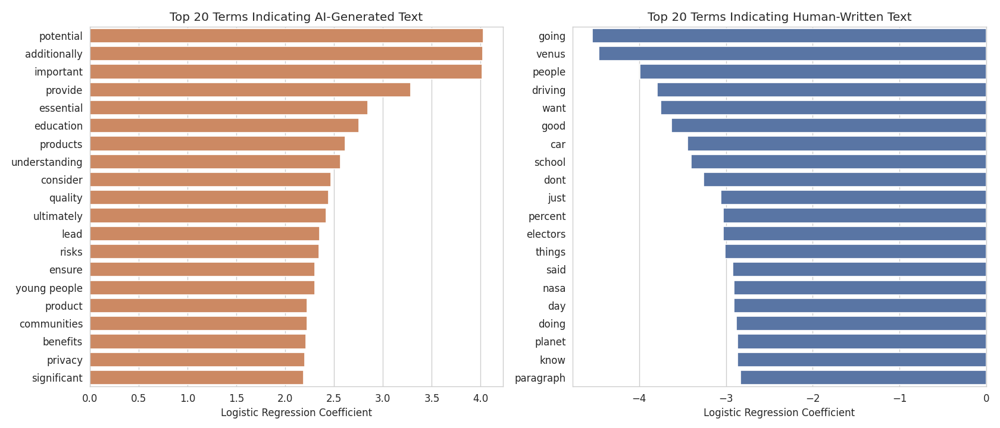 Top 20 Terms Indicating AI-Generated Text
potential
additionally
important
provide
essential
education
products
understanding
consider
quality
ultimately
lead
risks
ensure
young people
product
communities
benefits
privacy
significant
0.0 0.5 1.0 1.5 2.0 2.5 3.0 3.5 4.0
Logistic Regression Coefficient
Top 20 Terms Indicating Human-Written Text
going
venus
people
driving
want
good
car
school
dont
just
percent
electors
things
said
nasa
day
doing
planet
know
paragraph
−4 −3 −2 −1 0
Logistic Regression Coefficient